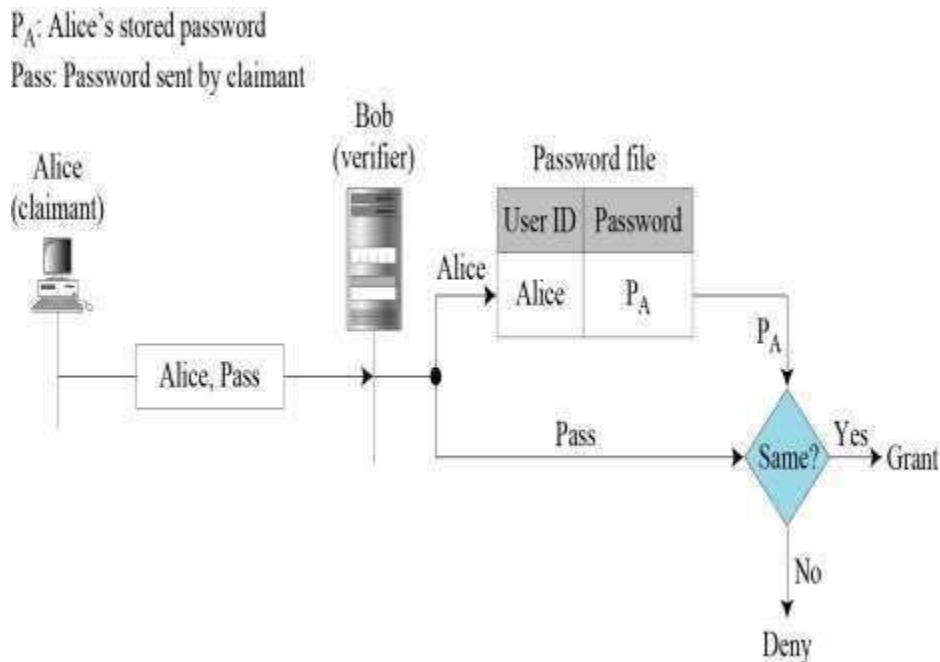 P_A: Alice's stored password
Pass: Password sent by claimant
Bob
(verifier)
Alice
(claimant)
Password file
User ID Password
Alice
Alice P_A
P_A
Alice, Pass
Pass
Same?
Yes
Grant
No
Deny